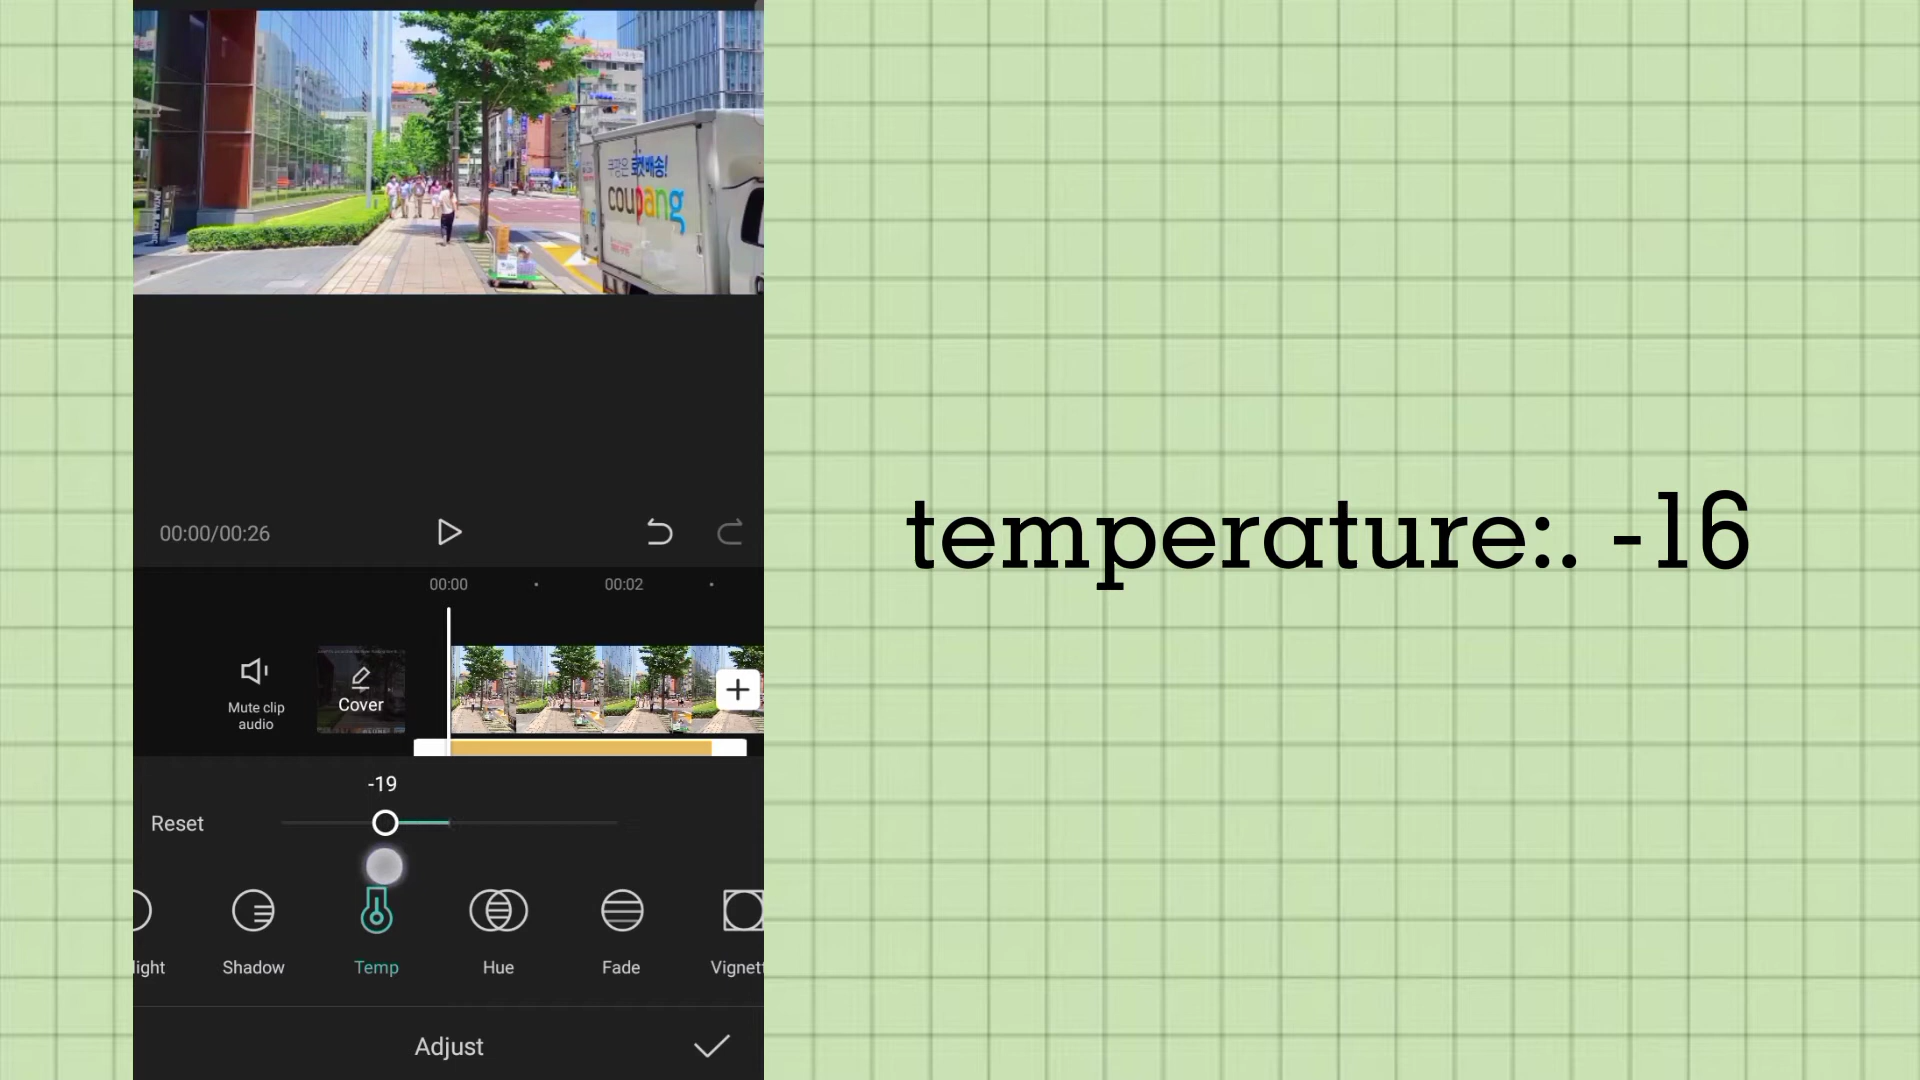 쿠팡은 로켓배송!
coupang
00:00/00:26
00:00
00:02
Mute clip
audio
Cover
-19
Reset
light
Shadow
Temp
Hue
Fade
Vignett
Adjust
temperature:. -16